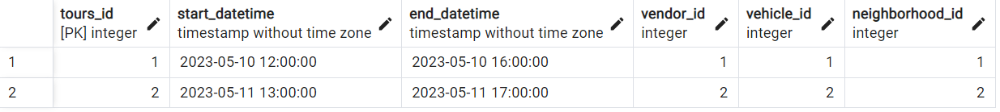 tours_id start_datetime end_datetime vendor_id vehicle_id neighborhood_id
[PK] integer timestamp without time zone timestamp without time zone integer integer integer
1 1 2023-05-10 12:00:00 2023-05-10 16:00:00 1 1 1
2 2 2023-05-11 13:00:00 2023-05-11 17:00:00 2 2 2